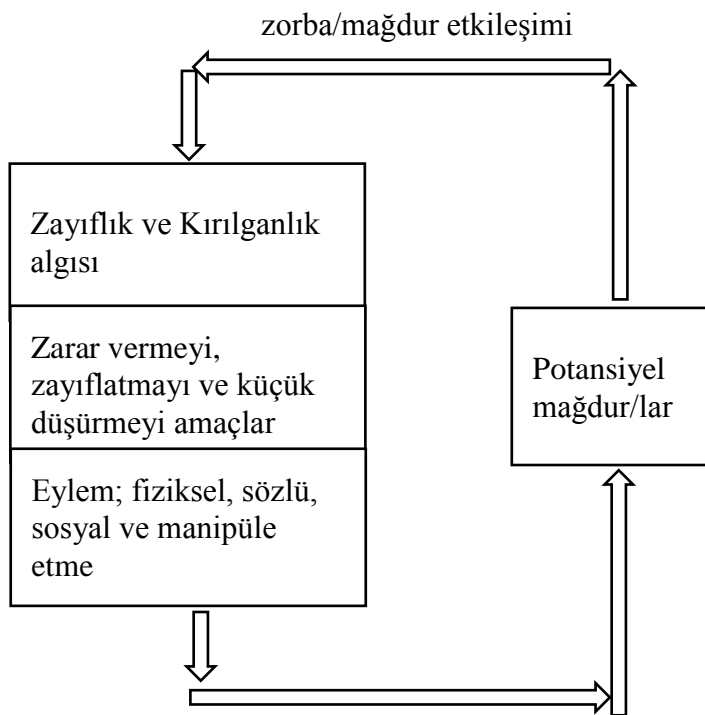 zorba/mağdur etkileşimi
Zayıflık ve Kırılganlık
algısı
Zarar vermeyi,
zayıflatmayı ve küçük
düşürmeyi amaçlar
Eylem; fiziksel, sözlü,
sosyal ve manipüle
etme
Potansiyel
mağdur/lar